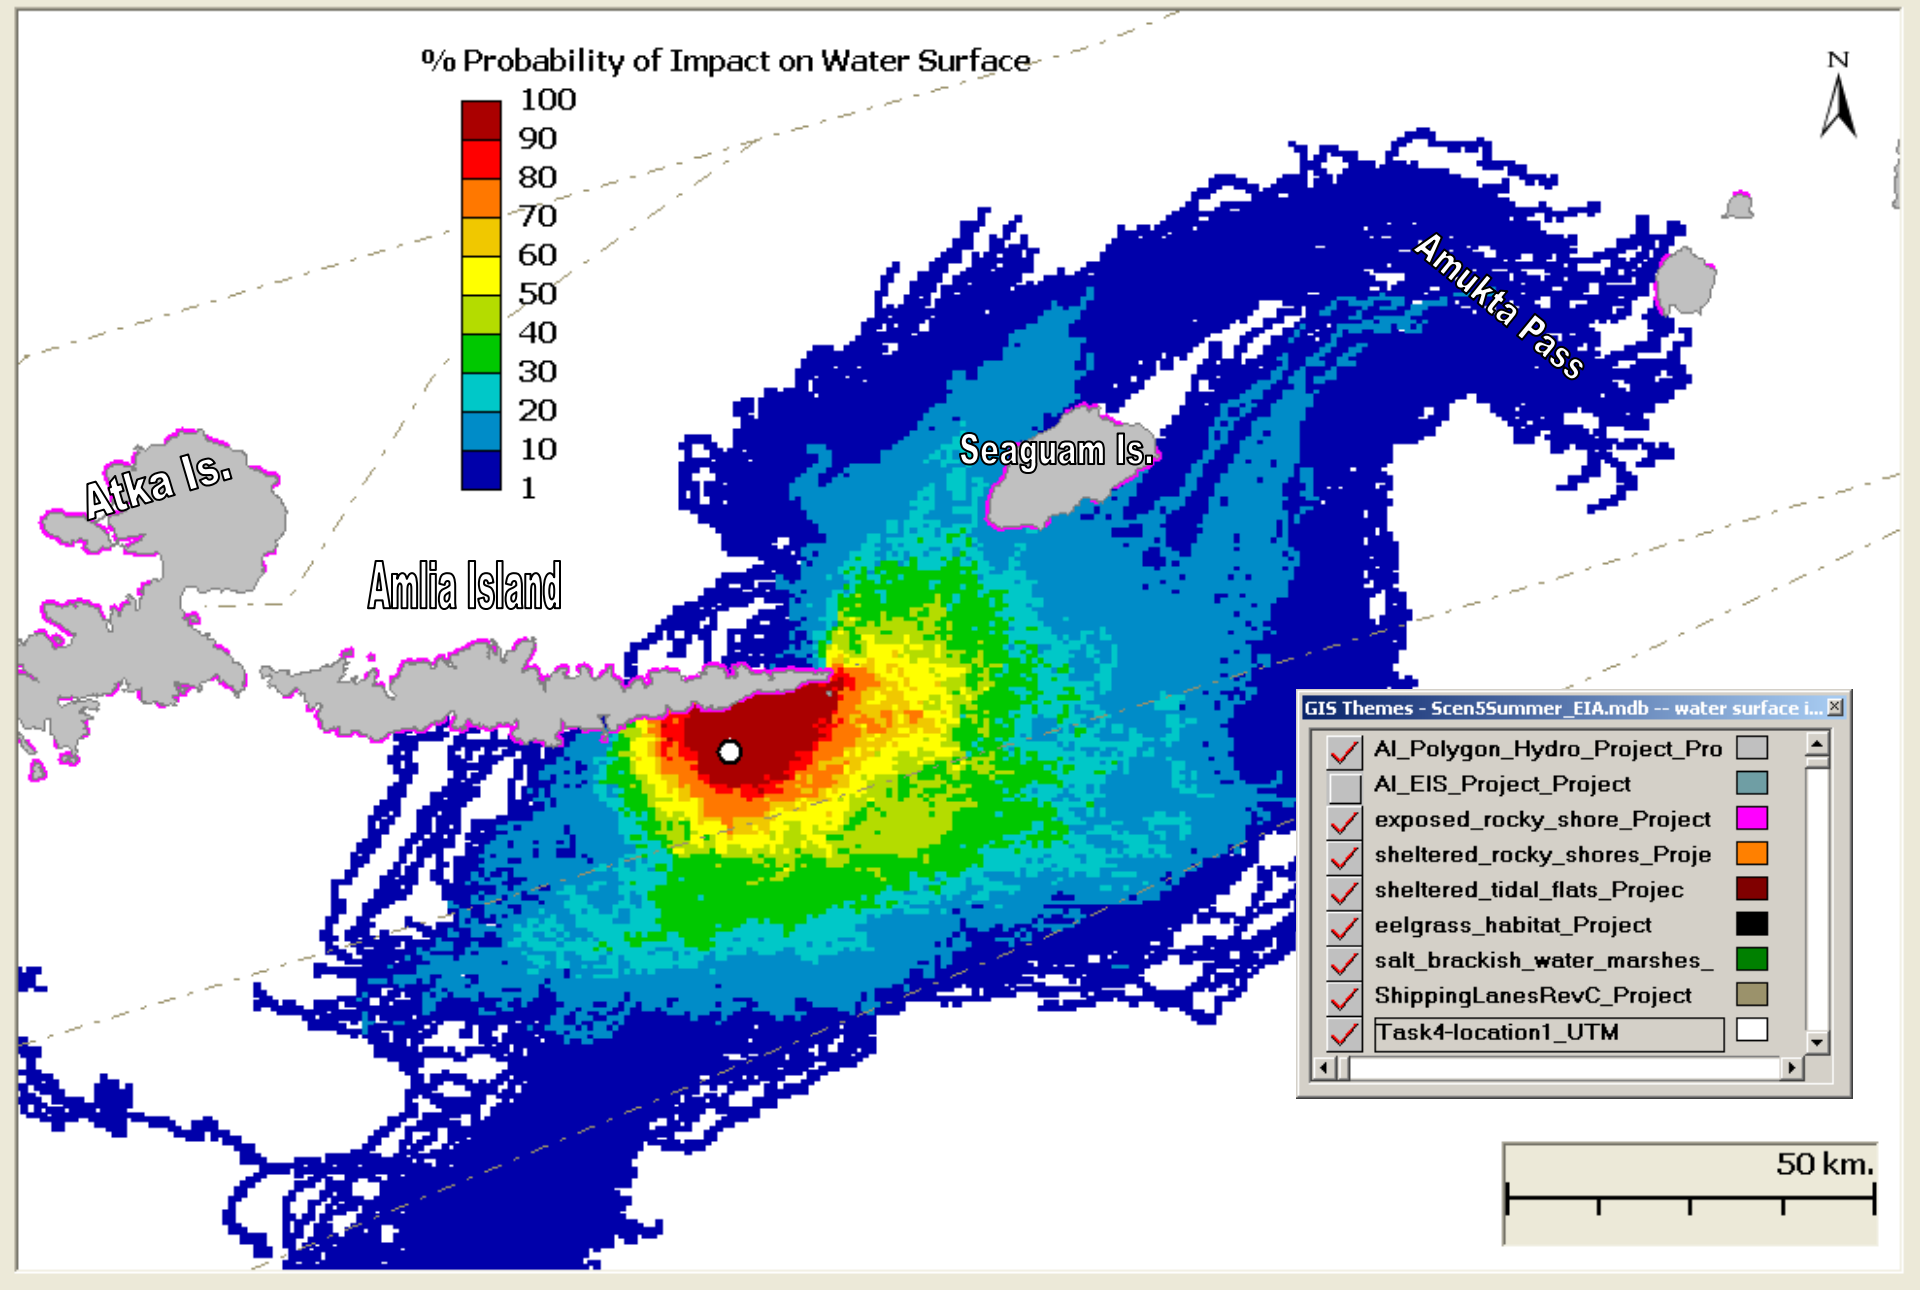 % Probability of Impact on Water Surface
100
90
80
70
60
50
40
30
20
10
1
N
Amukta Pass
Seaguam Is.
Atka Is.
Amlia Island
GIS Themes - Scen5Summer_EIA.mdb -- water surface i...
AI_Polygon_Hydro_Project_Pro
AI_EIS_Project_Project
exposed_rocky_shore_Project
sheltered_rocky_shores_Proje
sheltered_tidal_flats_Projec
eelgrass_habitat_Project
salt_brackish_water_marshes_
ShippingLanesRevC_Project
Task4-location1_UTM
50 km.